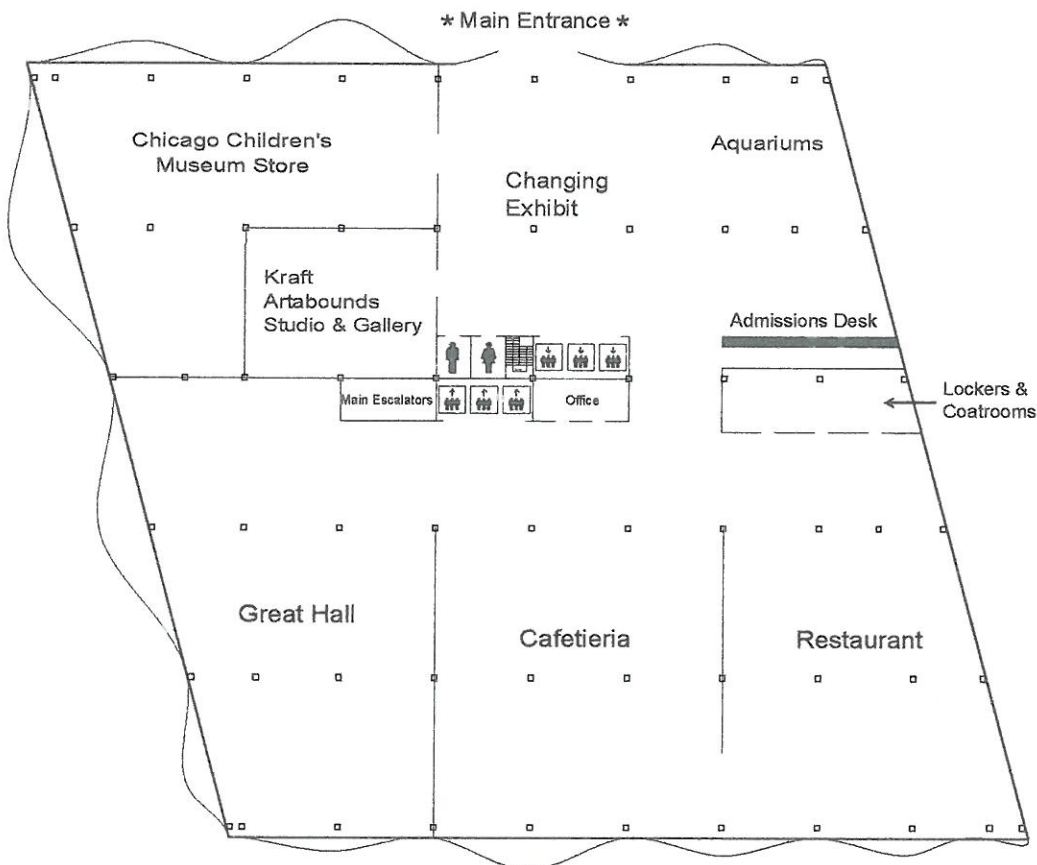 * Main Entrance *
Chicago Children's
Museum Store
Aquariums
Changing
Exhibit
Kraft
Artabounds
Studio & Gallery
Admissions Desk
Main Escalators
Office
Lockers &
Coatrooms
Great Hall
Cafetieria
Restaurant